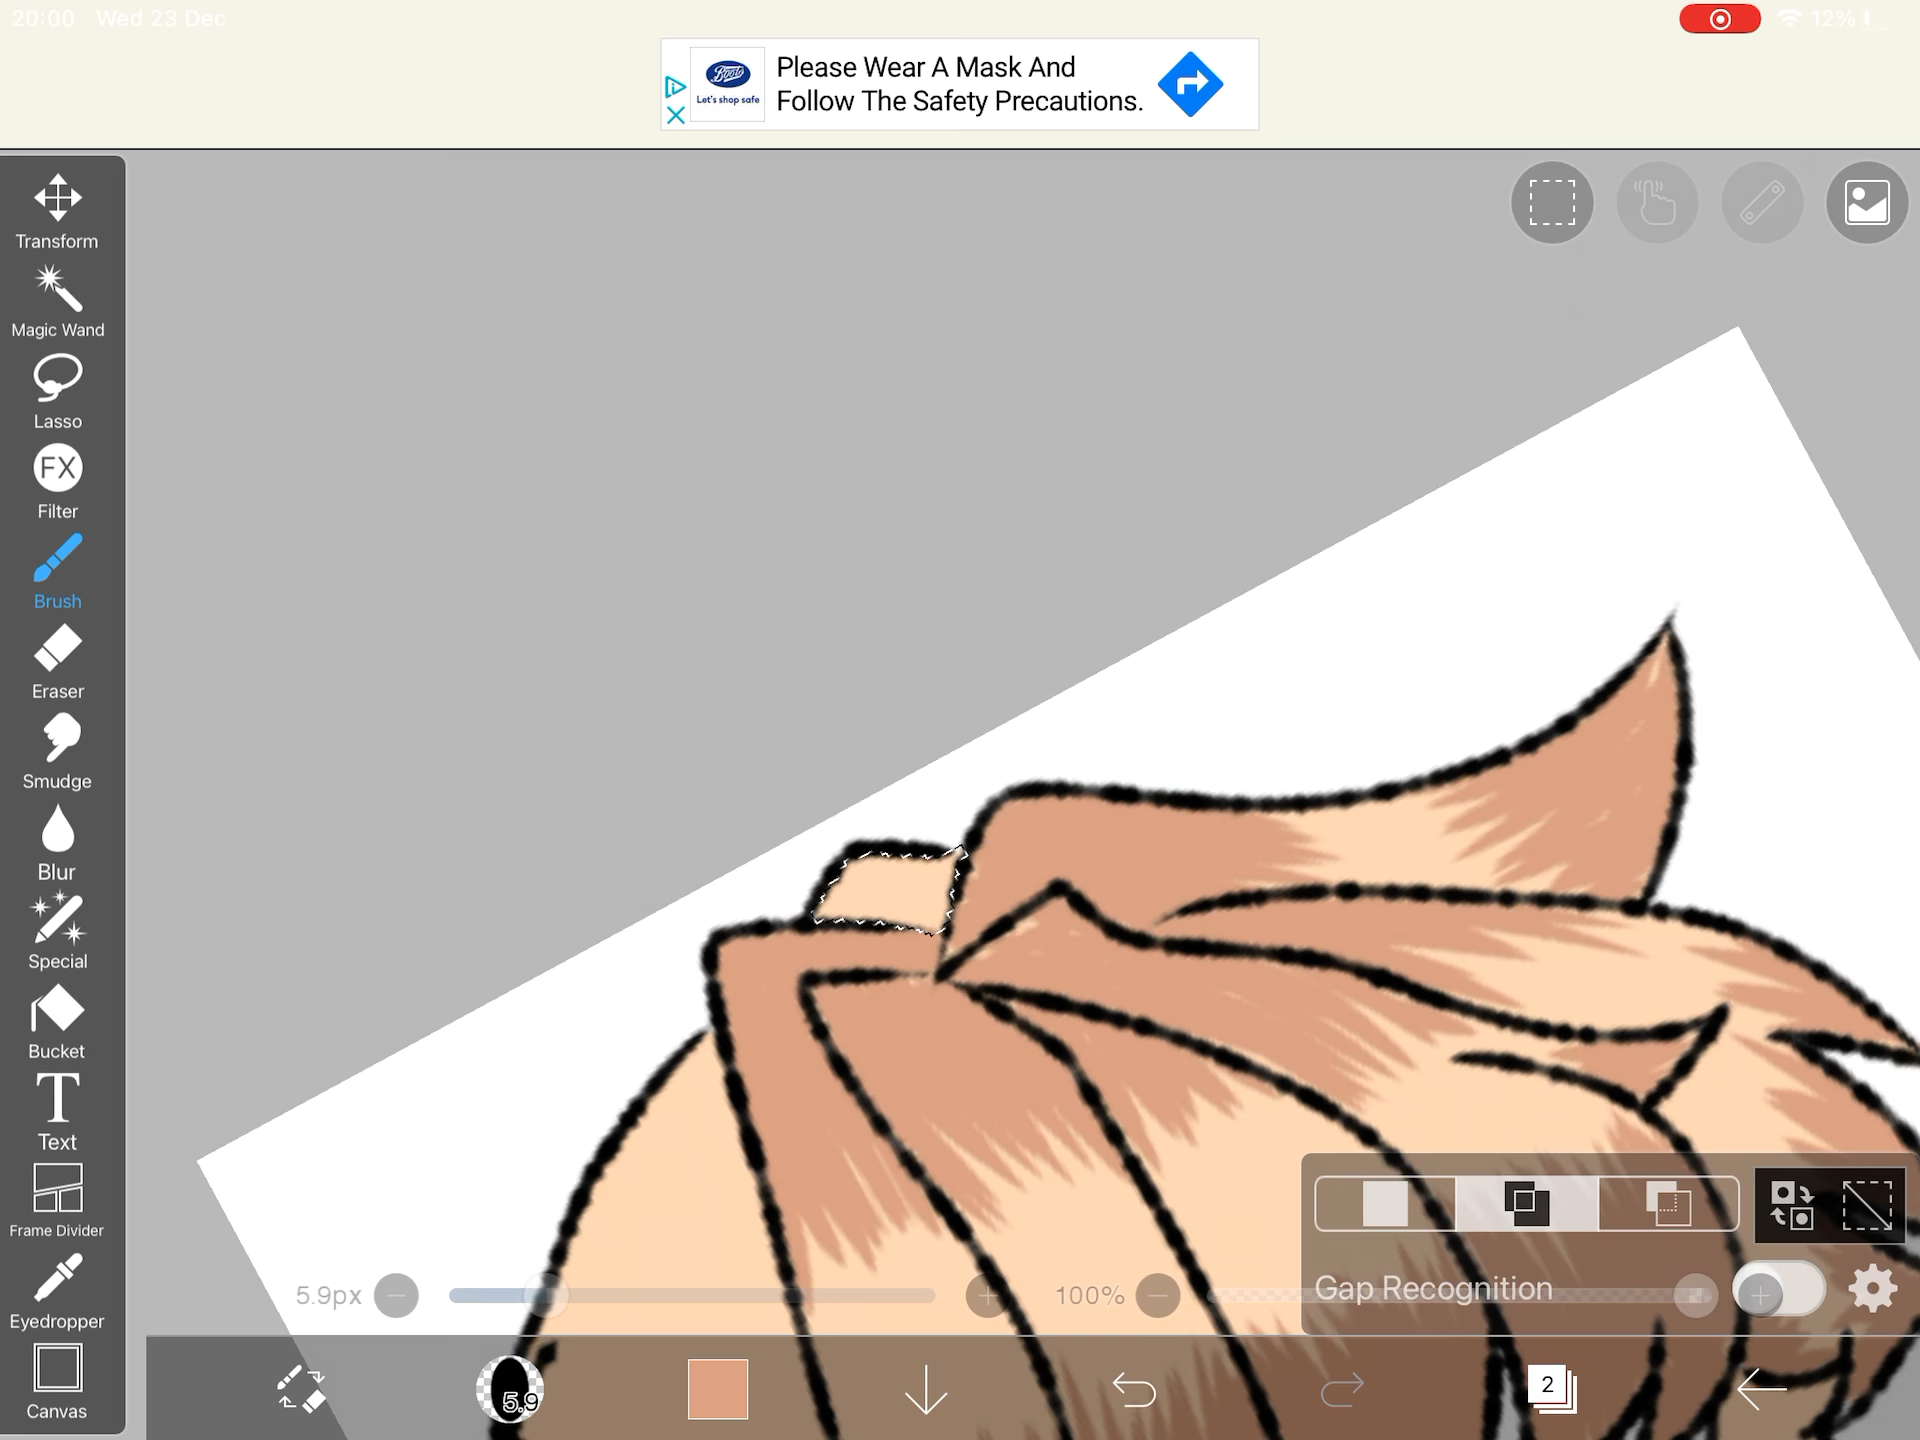 20:00 Wed 23 Dec
12%
Boots
Let's shop safe
Please Wear A Mask And
Follow The Safety Precautions.
Transform
Magic Wand
Lasso
FX
Filter
Brush
Eraser
Smudge
Blur
Special
Bucket
T
Text
Frame Divider
Eyedropper
Canvas
Gap Recognition
5.9px
100%
5.9
2